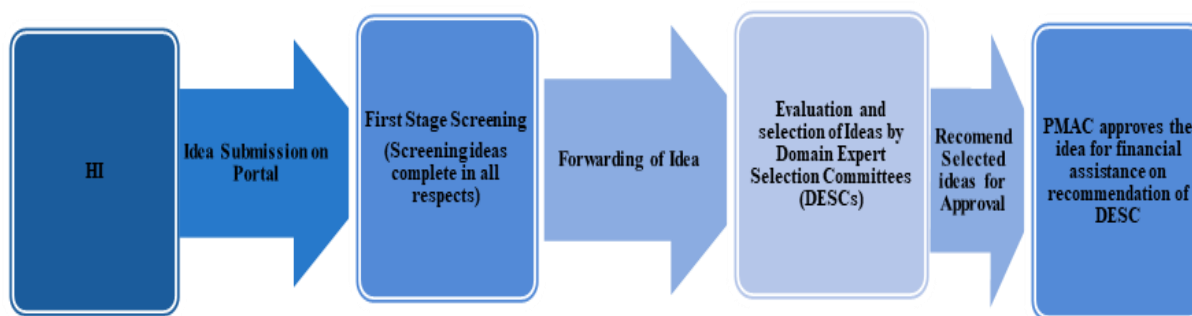 HI
Idea Submission on
Portal
First Stage Screening
(Screening ideas
complete in all
respects)
Forwarding of Idea
Evaluation and
selection of Ideas by
Domain Expert
Selection Committees
(DESCs)
Recomend
Selected
ideas for
Approval
PMAC approves the
idea for financial
assistance on
recommendation of
DESC